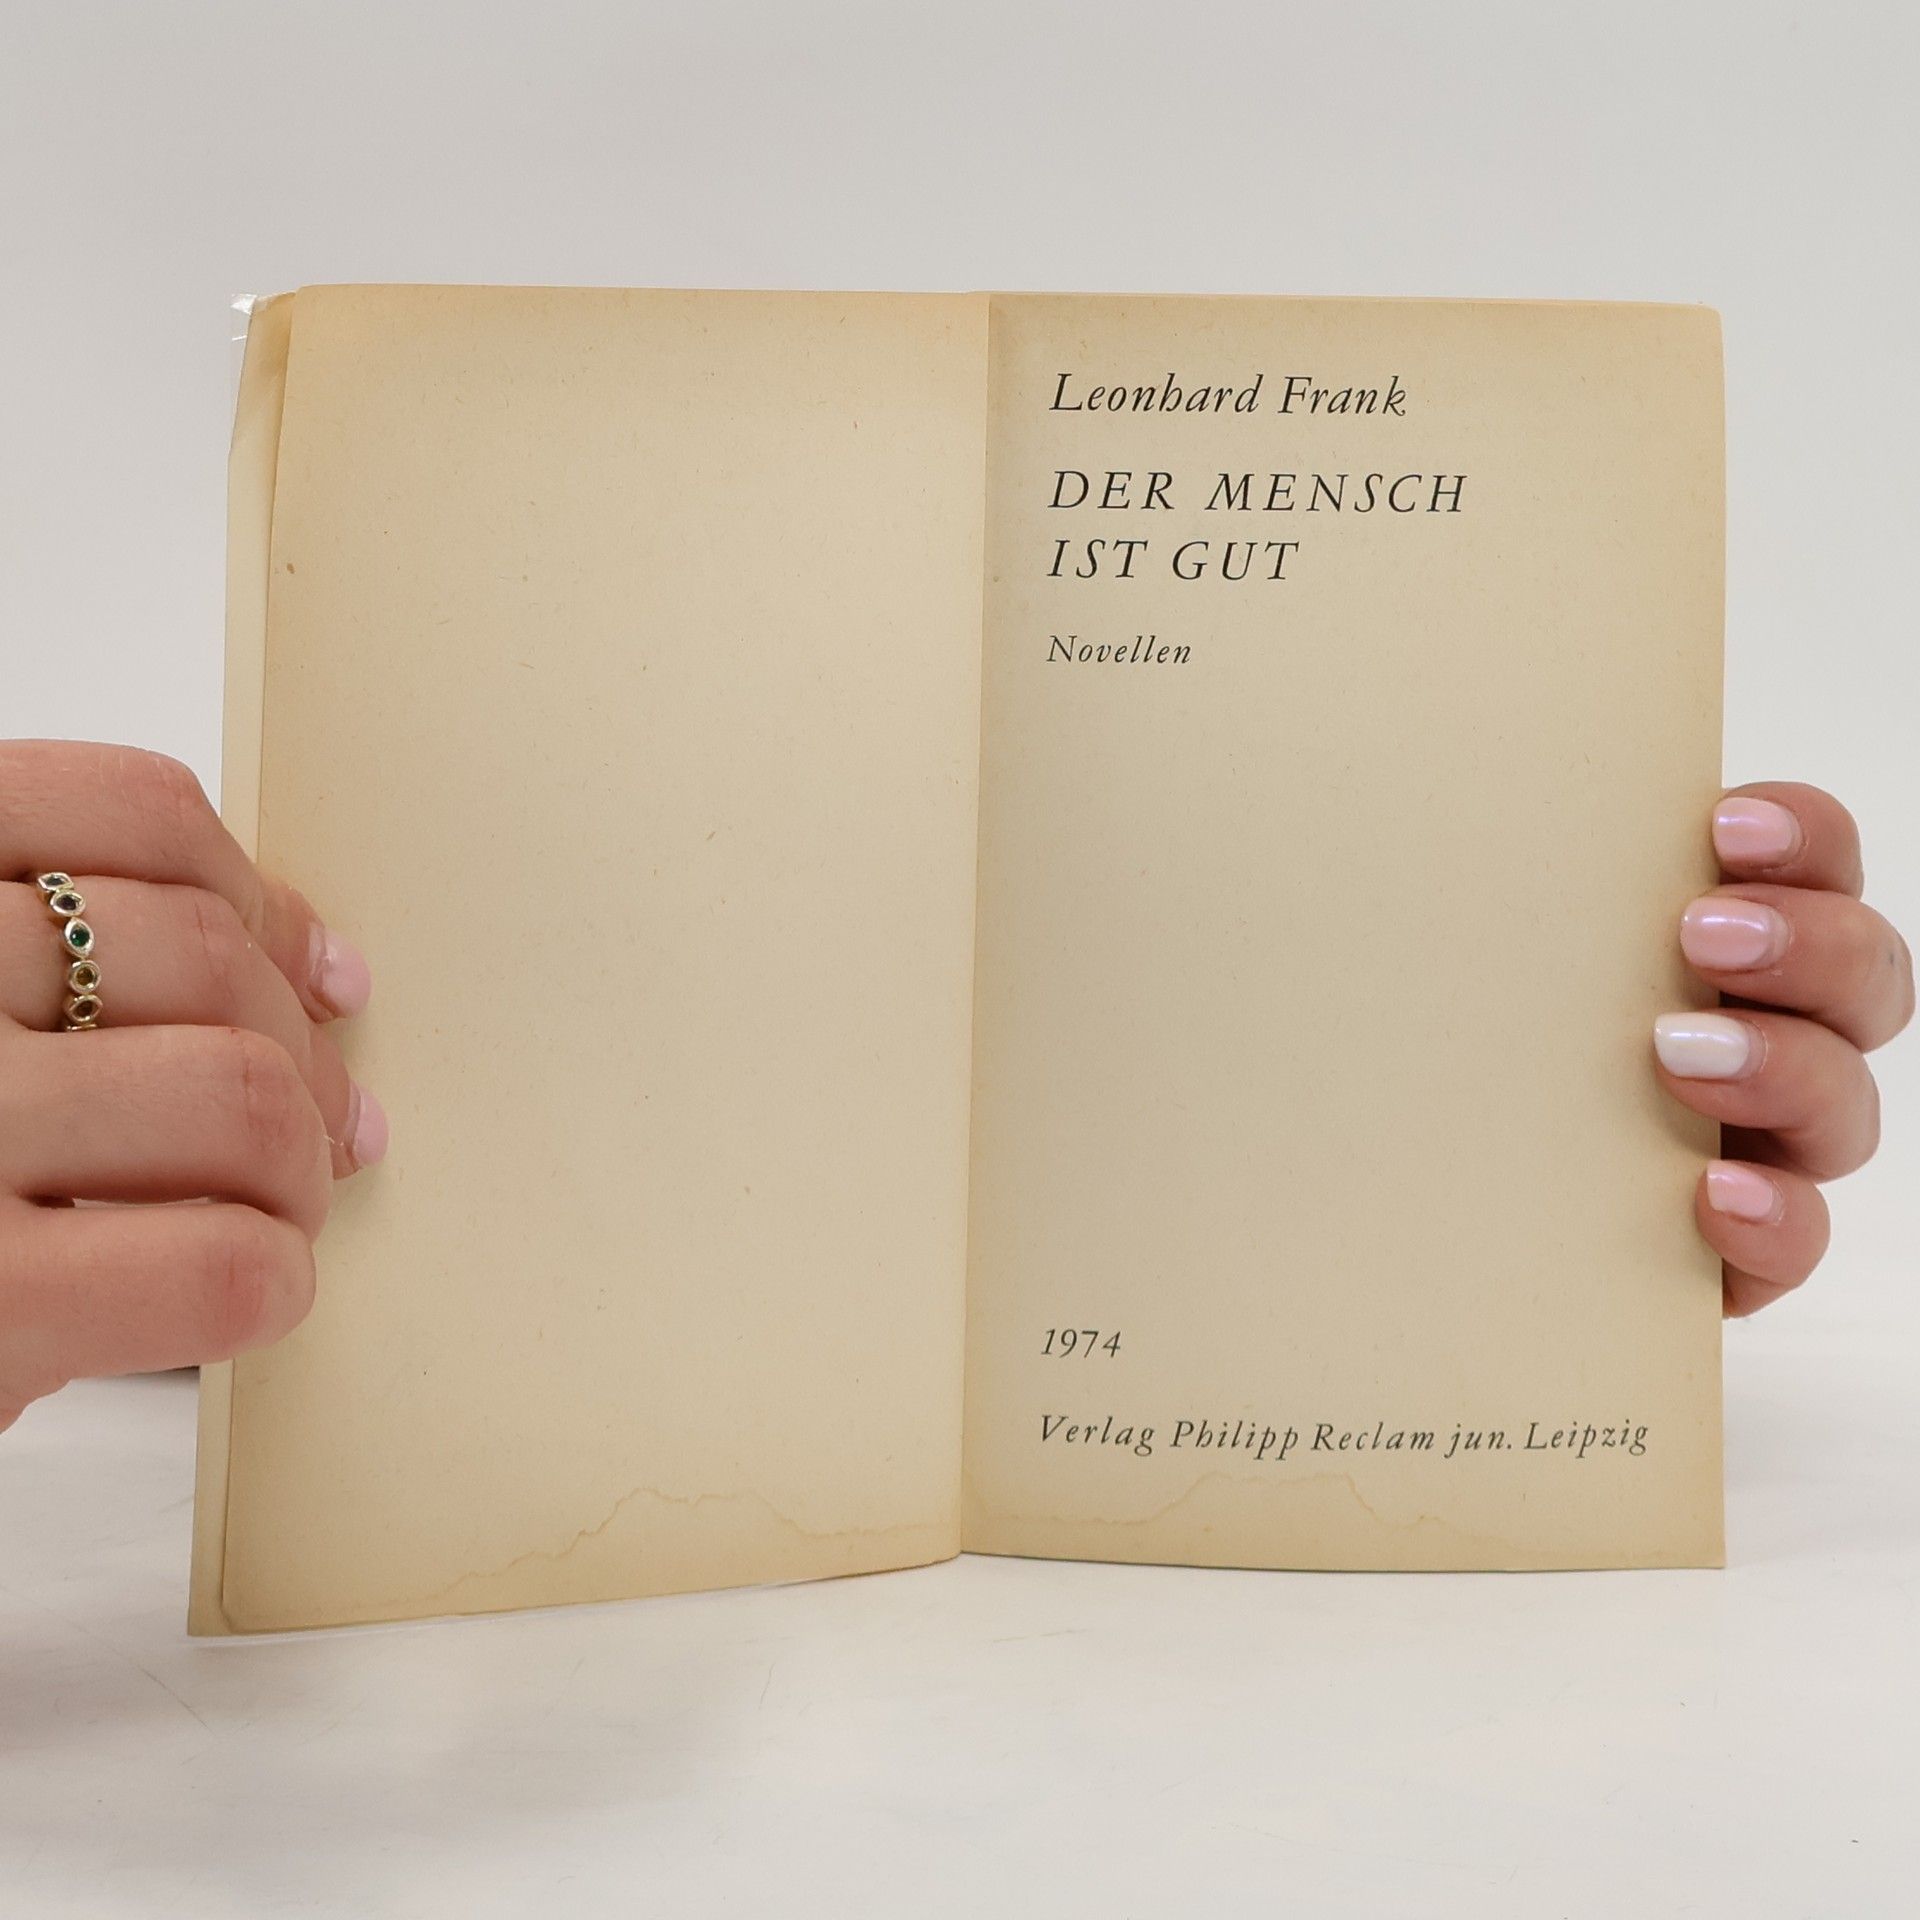 Leonhard Frank
DER MENSCH
IST GUT
Novellen
1974
Verlag Philipp Reclam jun. Leipzig